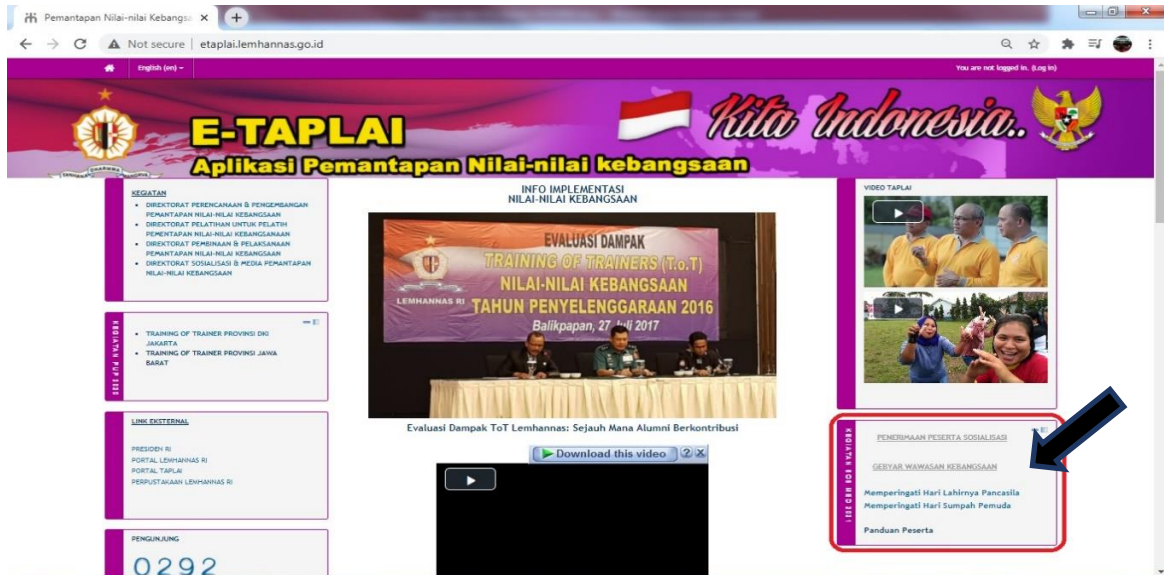 Pemantapan Nilai-nilai Kebangsa
Not secure | etaplai.lemhannas.go.id
English (en)
You are not logged in. (Log in)
E-TAPLAI
Aplikasi Pemantapan Nilai-nilai kebangsaan
Kita Indonesia..
KEGIATAN
• DIREKTORAT PERENCANAAN & PENGEMBANGAN
PEMANTAPAN NILAI-NILAI KEBANGSAAN
• DIREKTORAT PELATIHAN UNTUK PELATIH
PEMENTAPAN NILAI-NILAI KEBANGSANAAN
• DIREKTORAT PEMBINAAN & PELAKSANAAN
PEMANTAPAN NILAI-NILAI KEBANGSAAN
• DIREKTORAT SOSIALISASI & MEDIA PEMANTAPAN
NILAI-NILAI KEBANGSAAN
• TRAINING OF TRAINER PROVINSI DKI
JAKARTA
• TRAINING OF TRAINER PROVINSI JAWA
BARAT
LINK EKSTERNAL
PRESIDEN RI
PORTAL LEMHANNAS RI
PORTAL TAPLAI
PERPUSTAKAAN LEMHANNAS RI
PENGUNJUNG
0292
INFO IMPLEMENTASI
NILAI-NILAI KEBANGSAAN
EVALUASI DAMPAK
TRAINING OF TRAINERS (T.o.T)
NILAI-NILAI KEBANGSAAN
LEMHANNAS RI
TAHUN PENYELENGGARAAN 2016
Balikpapan, 27 Juli 2017
Evaluasi Dampak ToT Lemhannas: Sejauh Mana Alumni Berkontribusi
Download this video
VIDEO TAPLAI
PENERIMAAN PESERTA SOSIALISASI
GEBYAR WAWASAN KEBANGSAAN
Memperingati Hari Lahirnya Pancasila
Memperingati Hari Sumpah Pemuda
Panduan Peserta